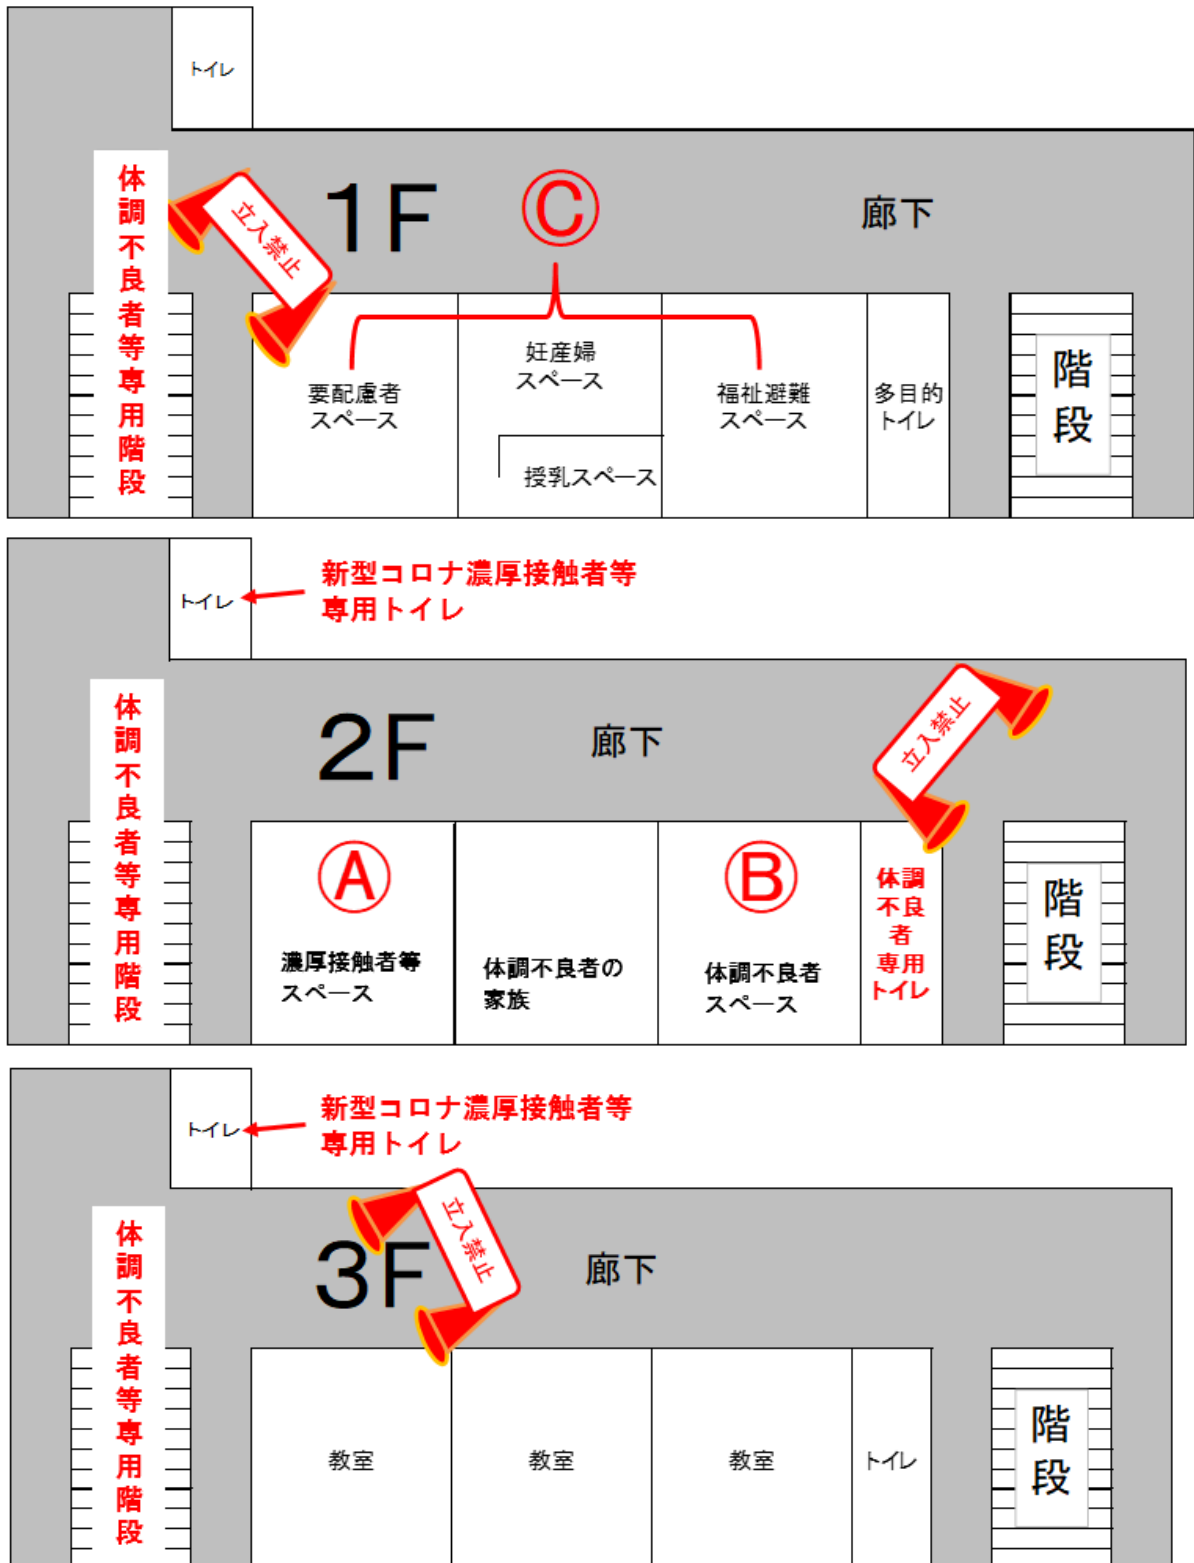 トイレ
体調不良者等専用階段
立入禁止
1F
Ⓒ
廊下
要配慮者
スペース
妊産婦
スペース
授乳スペース
福祉避難
スペース
多目的
トイレ
階段
トイレ
新型コロナ濃厚接触者等
専用トイレ
体調不良者等専用階段
2F
廊下
立入禁止
Ⓐ
濃厚接触者等
スペース
体調不良者の
家族
Ⓑ
体調不良者
スペース
体調
不良
者
専用
トイレ
階段
トイレ
新型コロナ濃厚接触者等
専用トイレ
体調不良者等専用階段
3F
立入禁止
廊下
教室
教室
教室
トイレ
階段